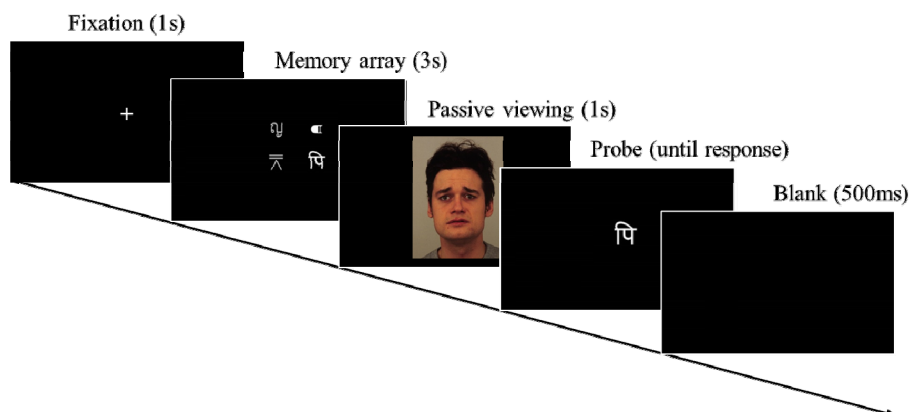 Fixation (1s)
Memory array (3s)
Passive viewing (1s)
Probe (until response)
Blank (500ms)
+
पि
पि